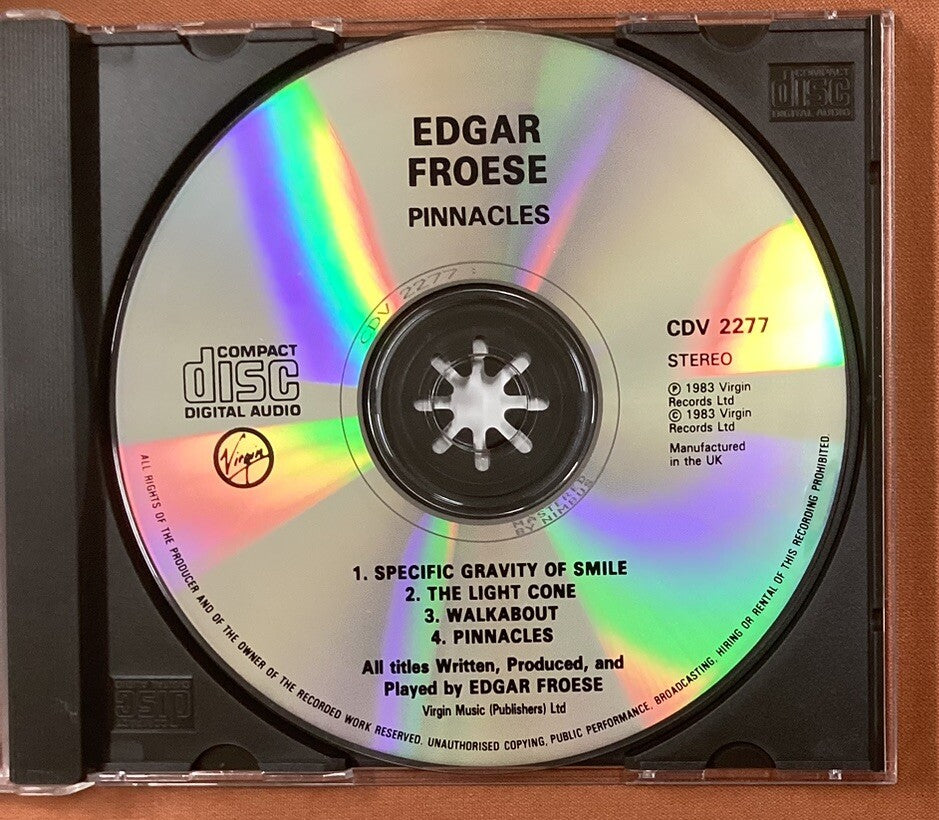 EDGAR
FROESE
PINNACLES
COMPACT
disc
DIGITAL AUDIO
CDV 2277 :
CDV 2277
STEREO
℗ 1983 Virgin
Records Ltd
© 1983 Virgin
Records Ltd
Manufactured
in the UK
COMPACT
disc
DIGITAL AUDIO
Virgin
MASTERED
BY NIMBUS
1. SPECIFIC GRAVITY OF SMILE
2. THE LIGHT CONE
3. WALKABOUT
4. PINNACLES
All titles Written, Produced, and
Played by EDGAR FROESE
Virgin Music (Publishers) Ltd
ALL RIGHTS OF THE PRODUCER AND OF THE OWNER OF THE RECORDED WORK RESERVED. UNAUTHORISED COPYING, PUBLIC PERFORMANCE, BROADCASTING, HIRING OR RENTAL OF THIS RECORDING PROHIBITED.
disc